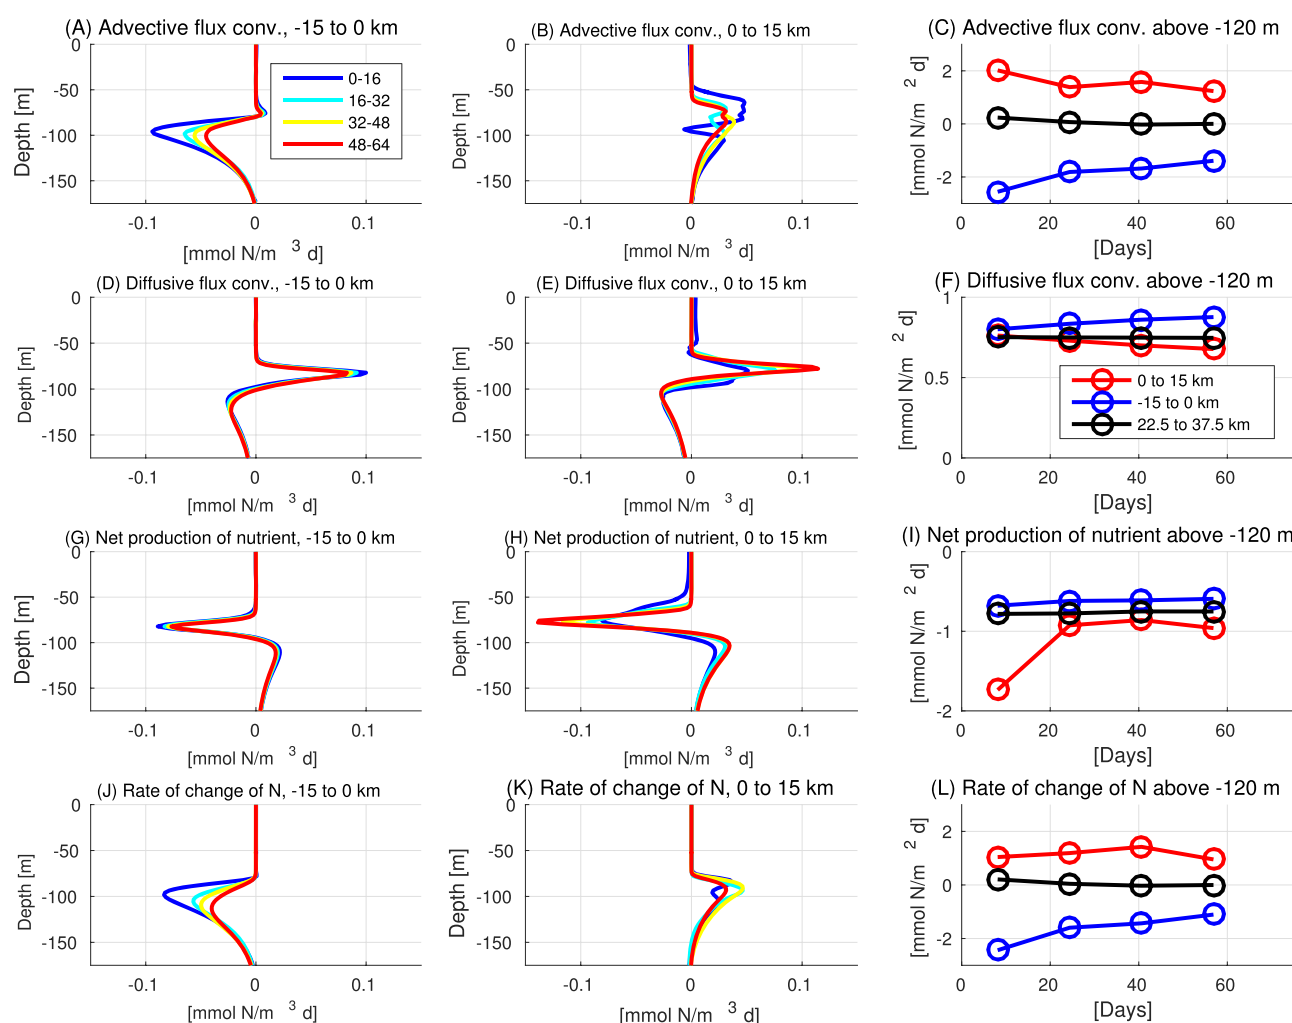 (A) Advective flux conv., -15 to 0 km
(B) Advective flux conv., 0 to 15 km
(C) Advective flux conv. above -120 m
0
-50
-100
-150
Depth [m]
0-16
16-32
32-48
48-64
-0.1
0
0.1
[mmol N/m 3 d]
0
-50
-100
-150
Depth [m]
-0.1
0
0.1
[mmol N/m 3 d]
2
0
-2
[mmol N/m 2 d]
0
20
40
60
[Days]
(D) Diffusive flux conv., -15 to 0 km
(E) Diffusive flux conv., 0 to 15 km
(F) Diffusive flux conv. above -120 m
0
-50
-100
-150
Depth [m]
-0.1
0
0.1
[mmol N/m 3 d]
0
-50
-100
-150
Depth [m]
-0.1
0
0.1
[mmol N/m 3 d]
1
0.5
0
[mmol N/m 2 d]
0 to 15 km
-15 to 0 km
22.5 to 37.5 km
0
20
40
60
[Days]
(G) Net production of nutrient, -15 to 0 km
(H) Net production of nutrient, 0 to 15 km
(I) Net production of nutrient above -120 m
0
-50
-100
-150
Depth [m]
-0.1
0
0.1
[mmol N/m 3 d]
0
-50
-100
-150
Depth [m]
-0.1
0
0.1
[mmol N/m 3 d]
0
-1
-2
[mmol N/m 2 d]
0
20
40
60
[Days]
(J) Rate of change of N, -15 to 0 km
(K) Rate of change of N, 0 to 15 km
(L) Rate of change of N above -120 m
0
-50
-100
-150
Depth [m]
-0.1
0
0.1
[mmol N/m 3 d]
0
-50
-100
-150
Depth [m]
-0.1
0
0.1
[mmol N/m 3 d]
2
0
-2
[mmol N/m 2 d]
0
20
40
60
[Days]